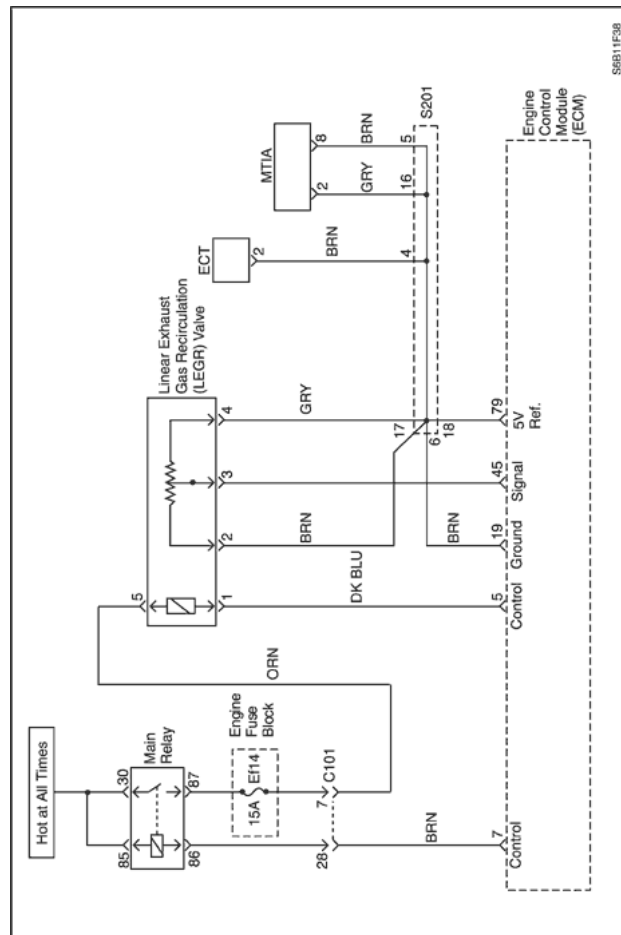 Hot at All Times
Main
Relay
85
30
86
87
Engine
Fuse
Block
15A
Ef14
28
7
C101
BRN
ORN
7
Control
Linear Exhaust
Gas Recirculation
(LEGR) Valve
5
1
2
3
4
DK BLU
BRN
GRY
5
Control
BRN
19
Ground
45
Signal
79
5V
Ref.
17
6
18
ECT
2
BRN
4
MTIA
2
8
GRY
BRN
16
5
S201
Engine
Control
Module
(ECM)
S6B11F38